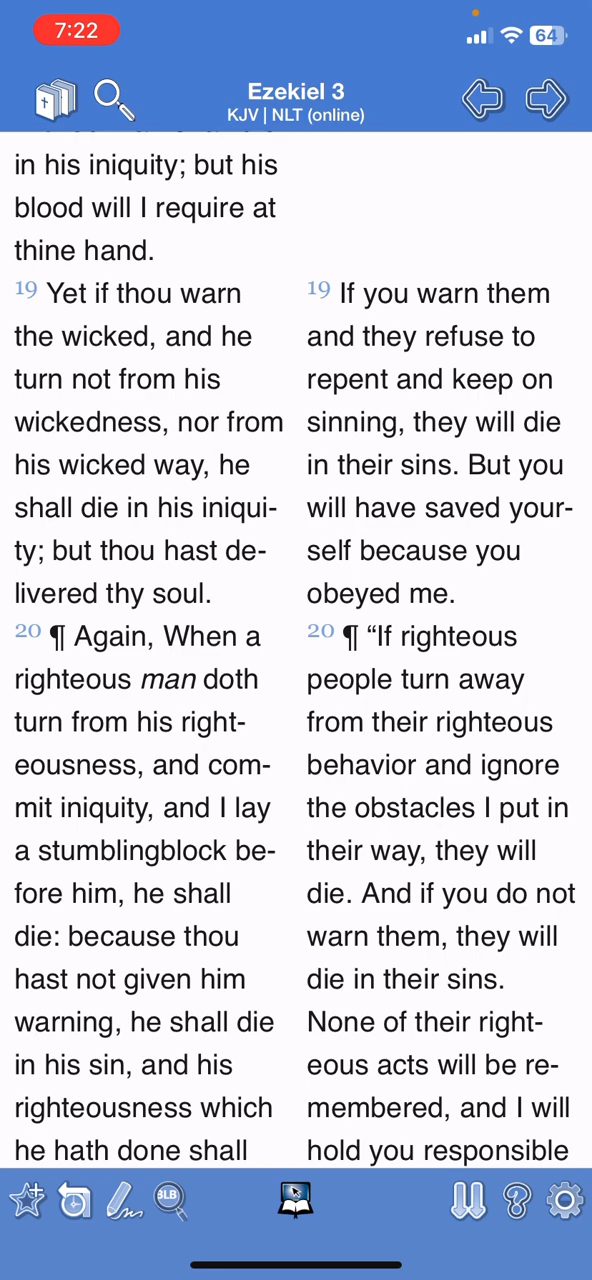 7:22
64
Ezekiel 3
KJV | NLT (online)
in his iniquity; but his
blood will I require at
thine hand.
19 Yet if thou warn
the wicked, and he
turn not from his
wickedness, nor from
his wicked way, he
shall die in his iniqui-
ty; but thou hast de-
livered thy soul.
20 ¶ Again, When a
righteous man doth
turn from his right-
eousness, and com-
mit iniquity, and I lay
a stumblingblock be-
fore him, he shall
die: because thou
hast not given him
warning, he shall die
in his sin, and his
righteousness which
he hath done shall
19 If you warn them
and they refuse to
repent and keep on
sinning, they will die
in their sins. But you
will have saved your-
self because you
obeyed me.
20 ¶ “If righteous
people turn away
from their righteous
behavior and ignore
the obstacles I put in
their way, they will
die. And if you do not
warn them, they will
die in their sins.
None of their right-
eous acts will be re-
membered, and I will
hold you responsible
BLB